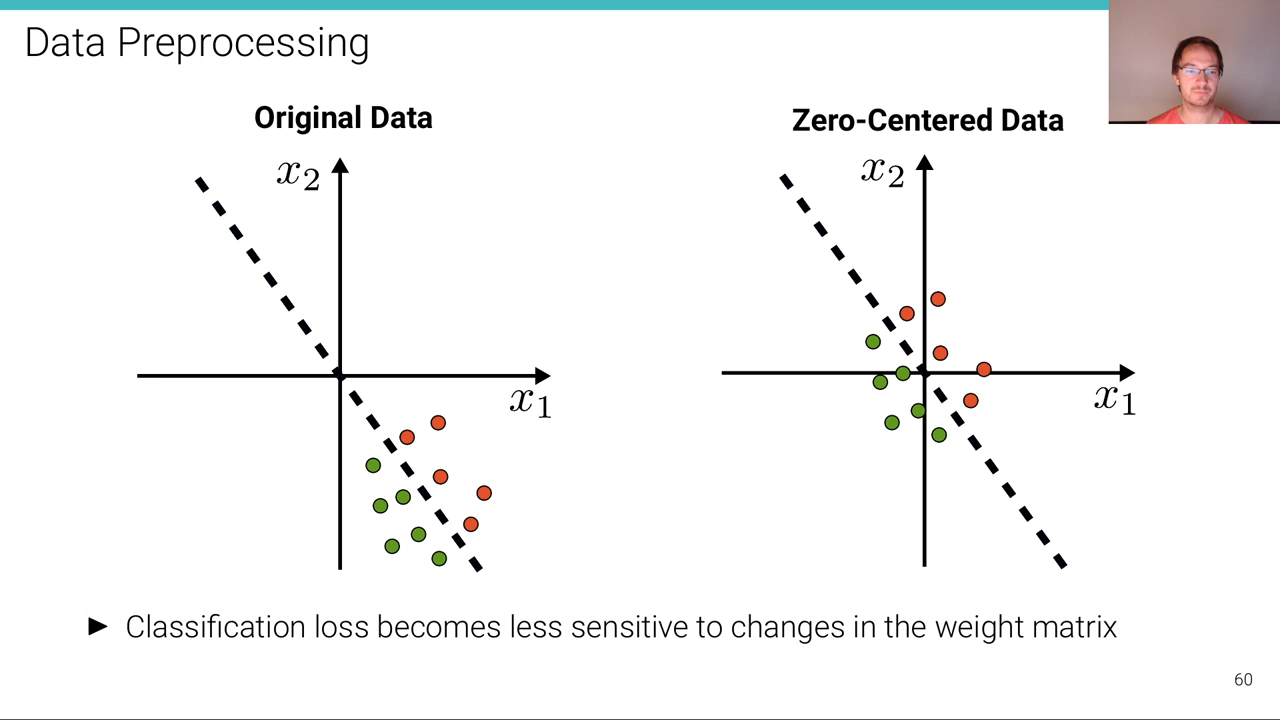 Data Preprocessing
Original Data
Zero-Centered Data
x₂
x₂
x₁
x₁
► Classification loss becomes less sensitive to changes in the weight matrix
60